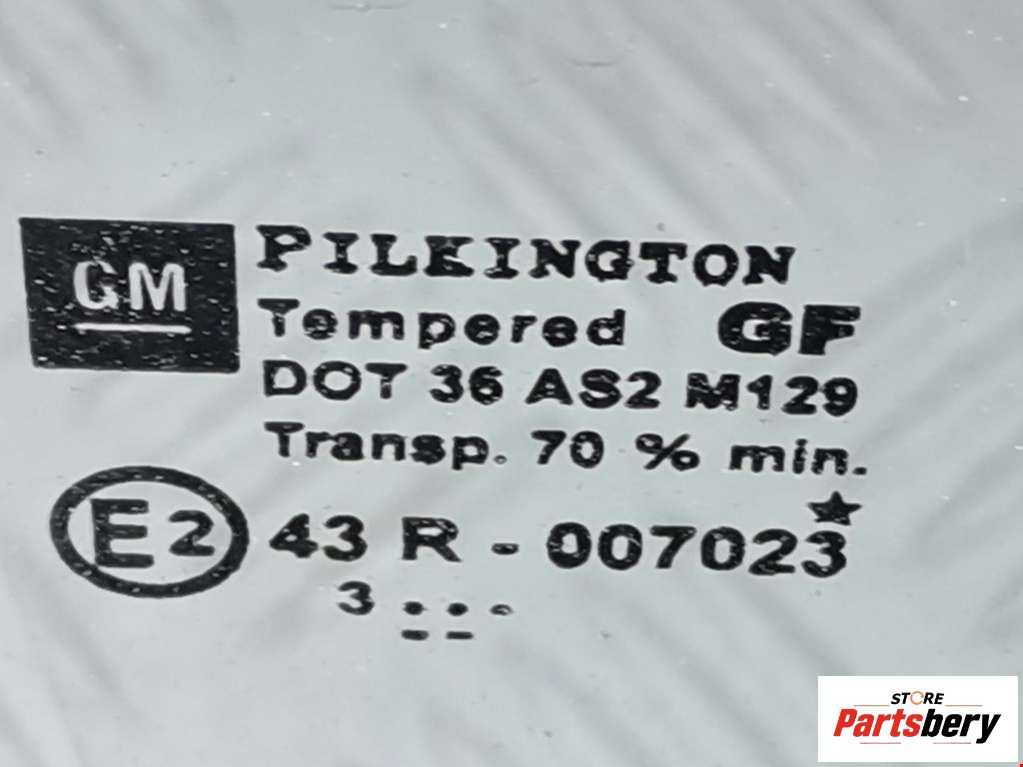 GM
PILKINGTON
Tempered GF
DOT 36 AS2 M129
Transp. 70 % min.
E2 43 R - 007023
3
STORE
Partsbery